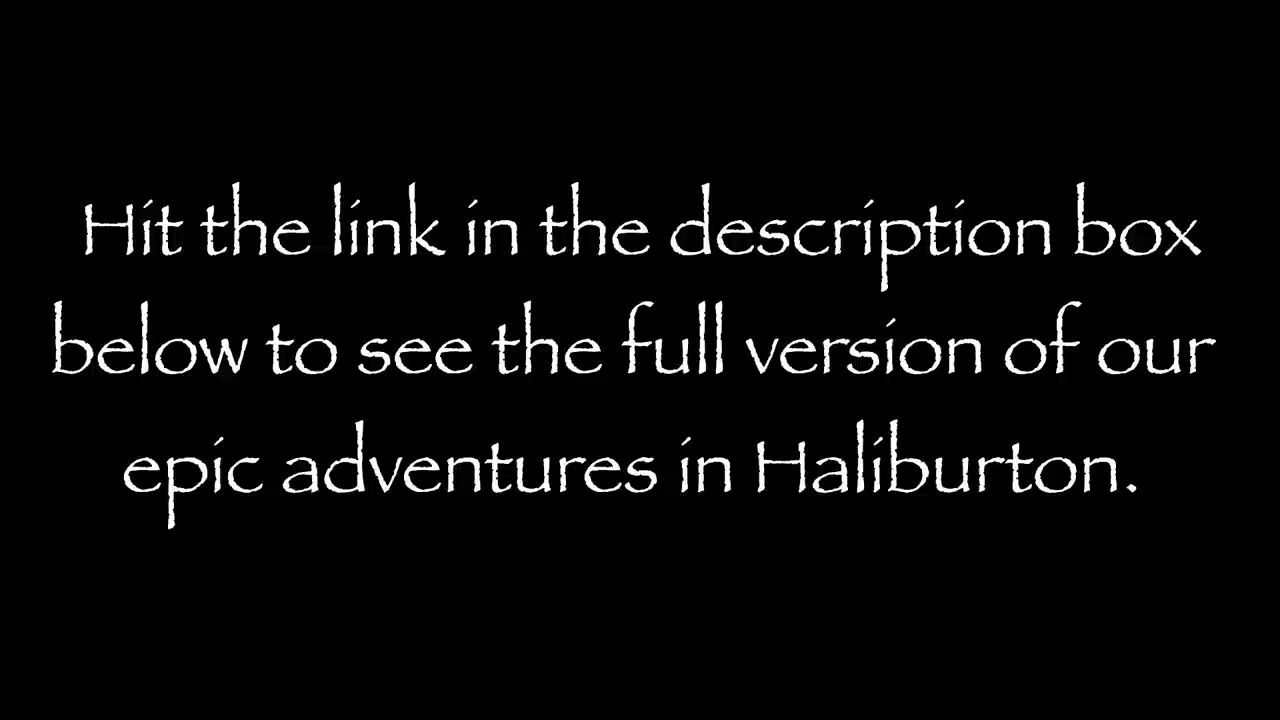 Hit the link in the description box
below to see the full version of our
epic adventures in Haliburton.